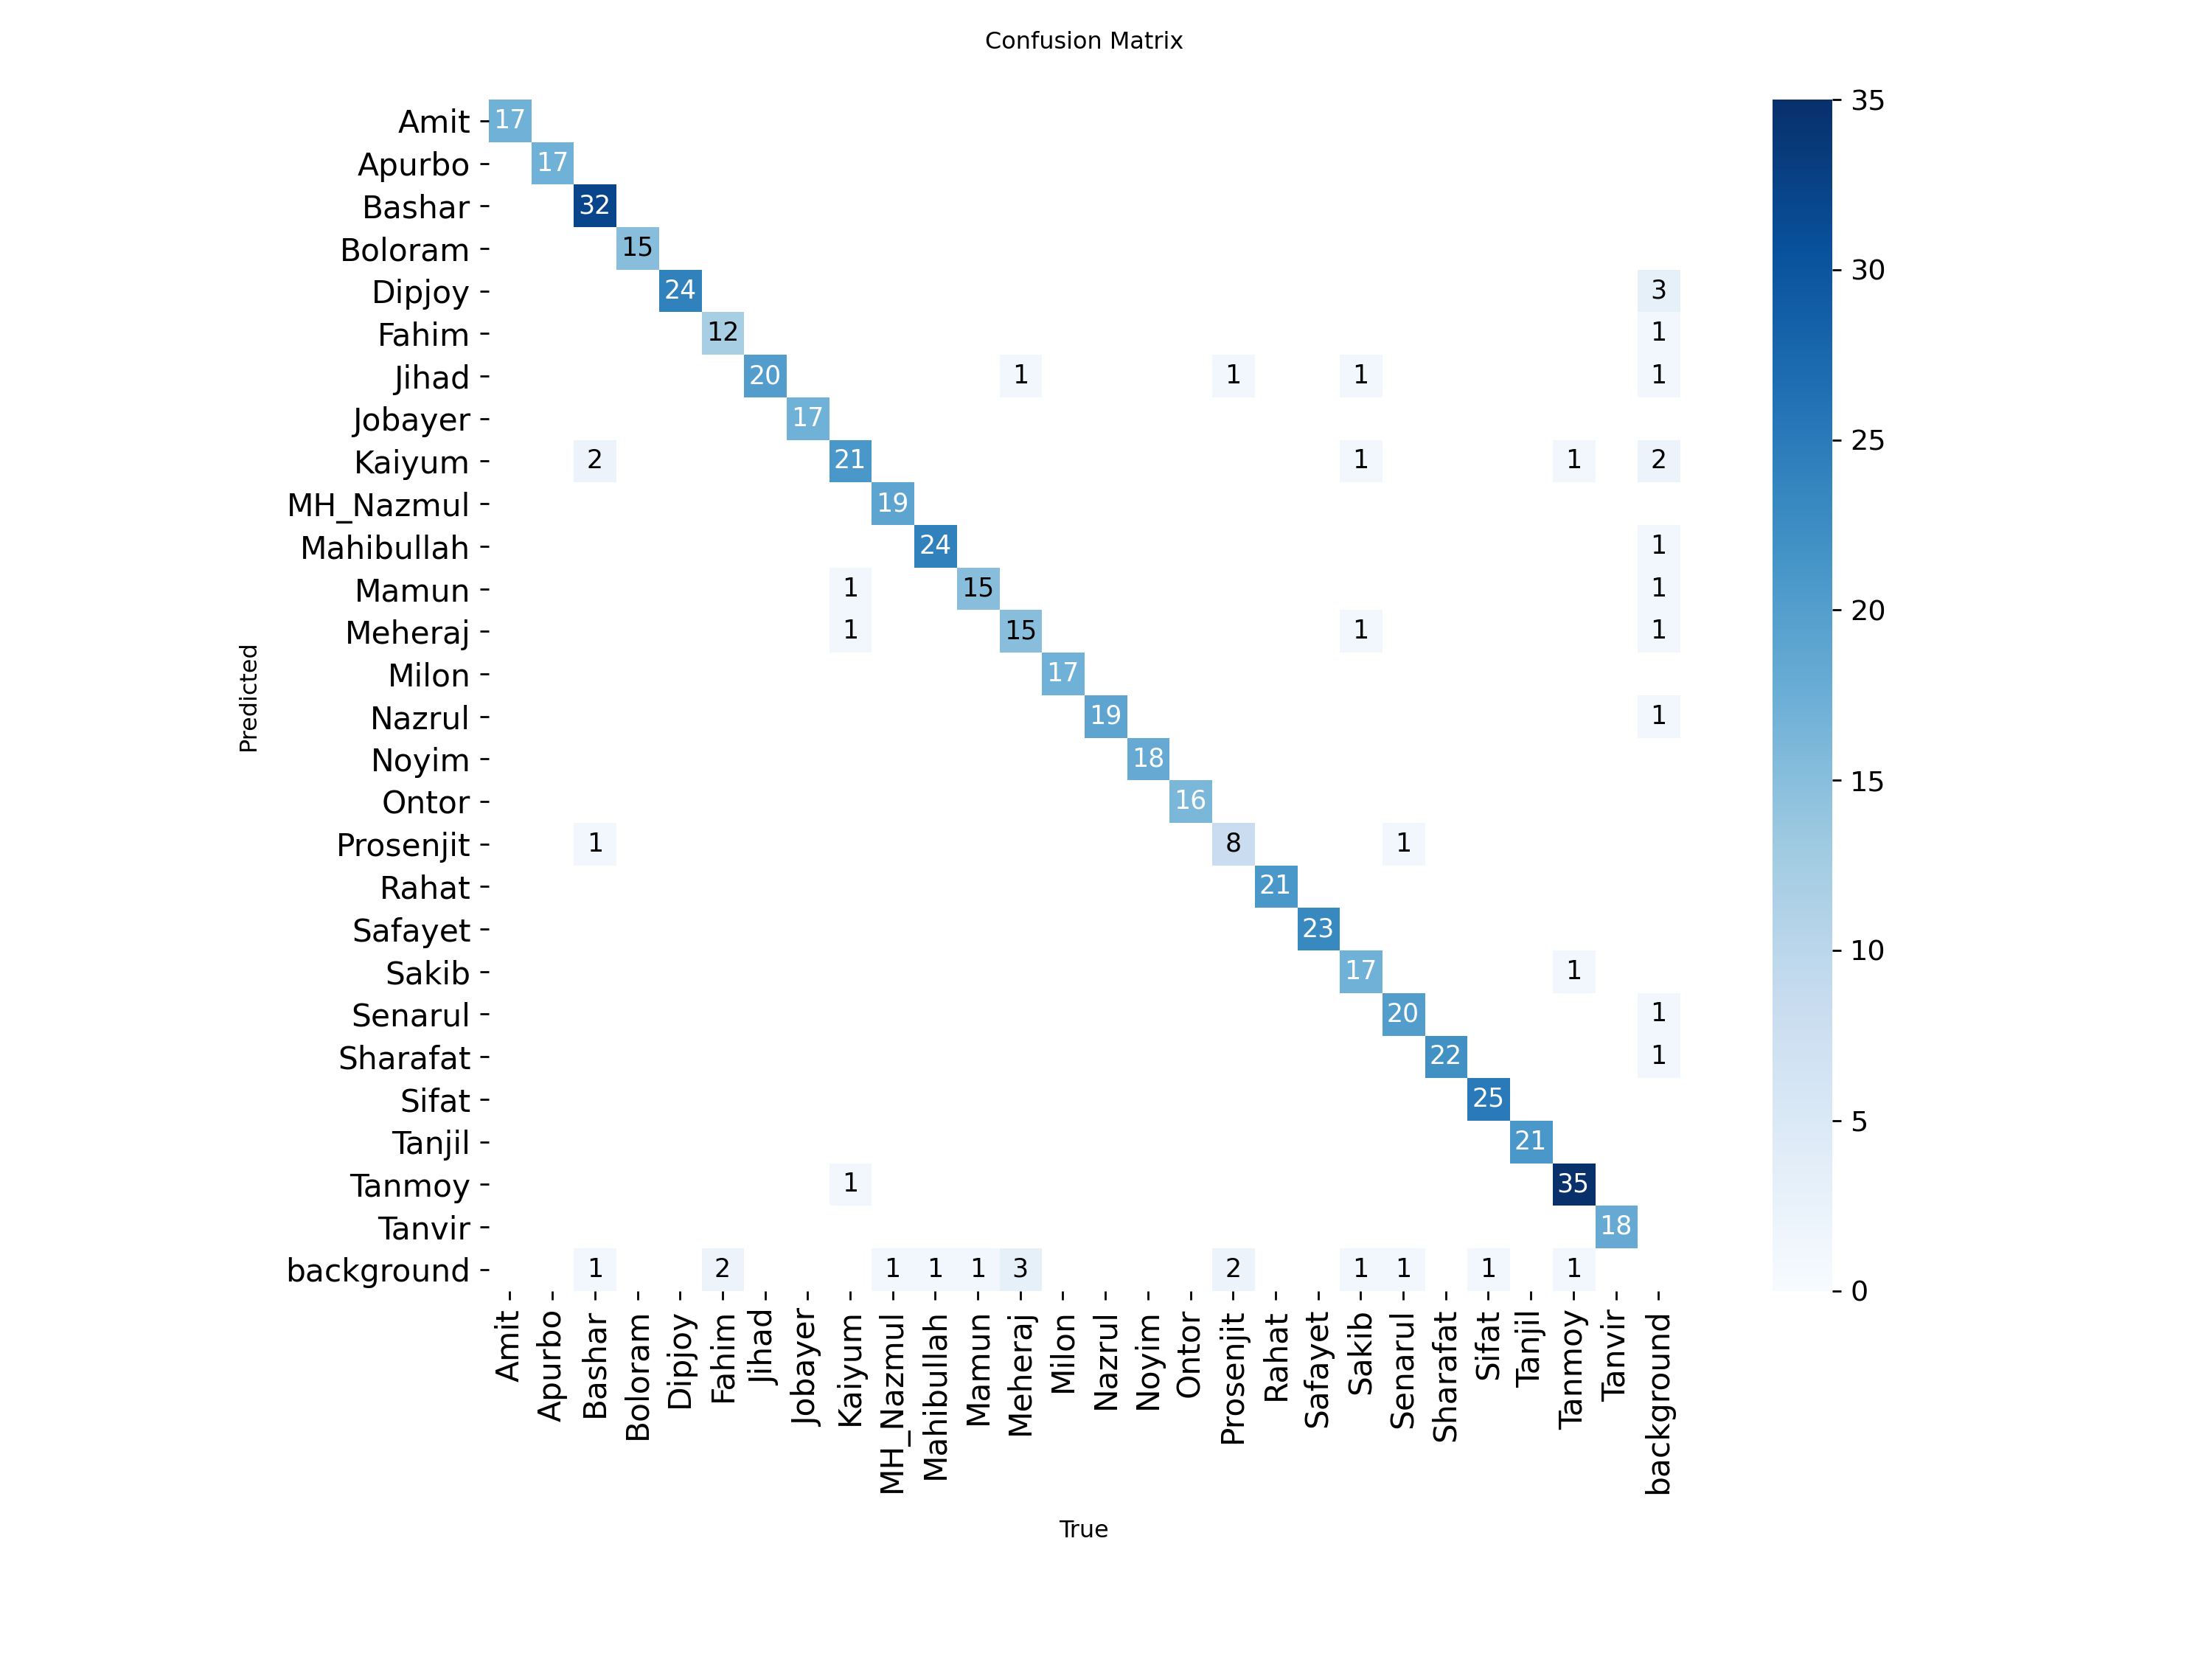 Confusion Matrix
Amit 17
Apurbo 17
Bashar 32
Boloram 15
Dipjoy 24 3
Fahim 12 1
Jihad 20 1 1 1 1
Jobayer 17
Kaiyum 2 21 1 1 2
MH_Nazmul 19
Mahibullah 24 1
Mamun 1 15 1
Meheraj 1 15 1 1
Milon 17
Nazrul 19 1
Noyim 18
Ontor 16
Prosenjit 1 8 1
Rahat 21
Safayet 23
Sakib 17 1
Senarul 20 1
Sharafat 22 1
Sifat 25
Tanjil 21
Tanmoy 1 35
Tanvir 18
background 1 2 1 1 1 3 2 1 1 1 1
Amit Apurbo Bashar Boloram Dipjoy Fahim Jihad Jobayer Kaiyum MH_Nazmul Mahibullah Mamun Meheraj Milon Nazrul Noyim Ontor Prosenjit Rahat Safayet Sakib Senarul Sharafat Sifat Tanjil Tanmoy Tanvir background
Predicted
True
35
30
25
20
15
10
5
0